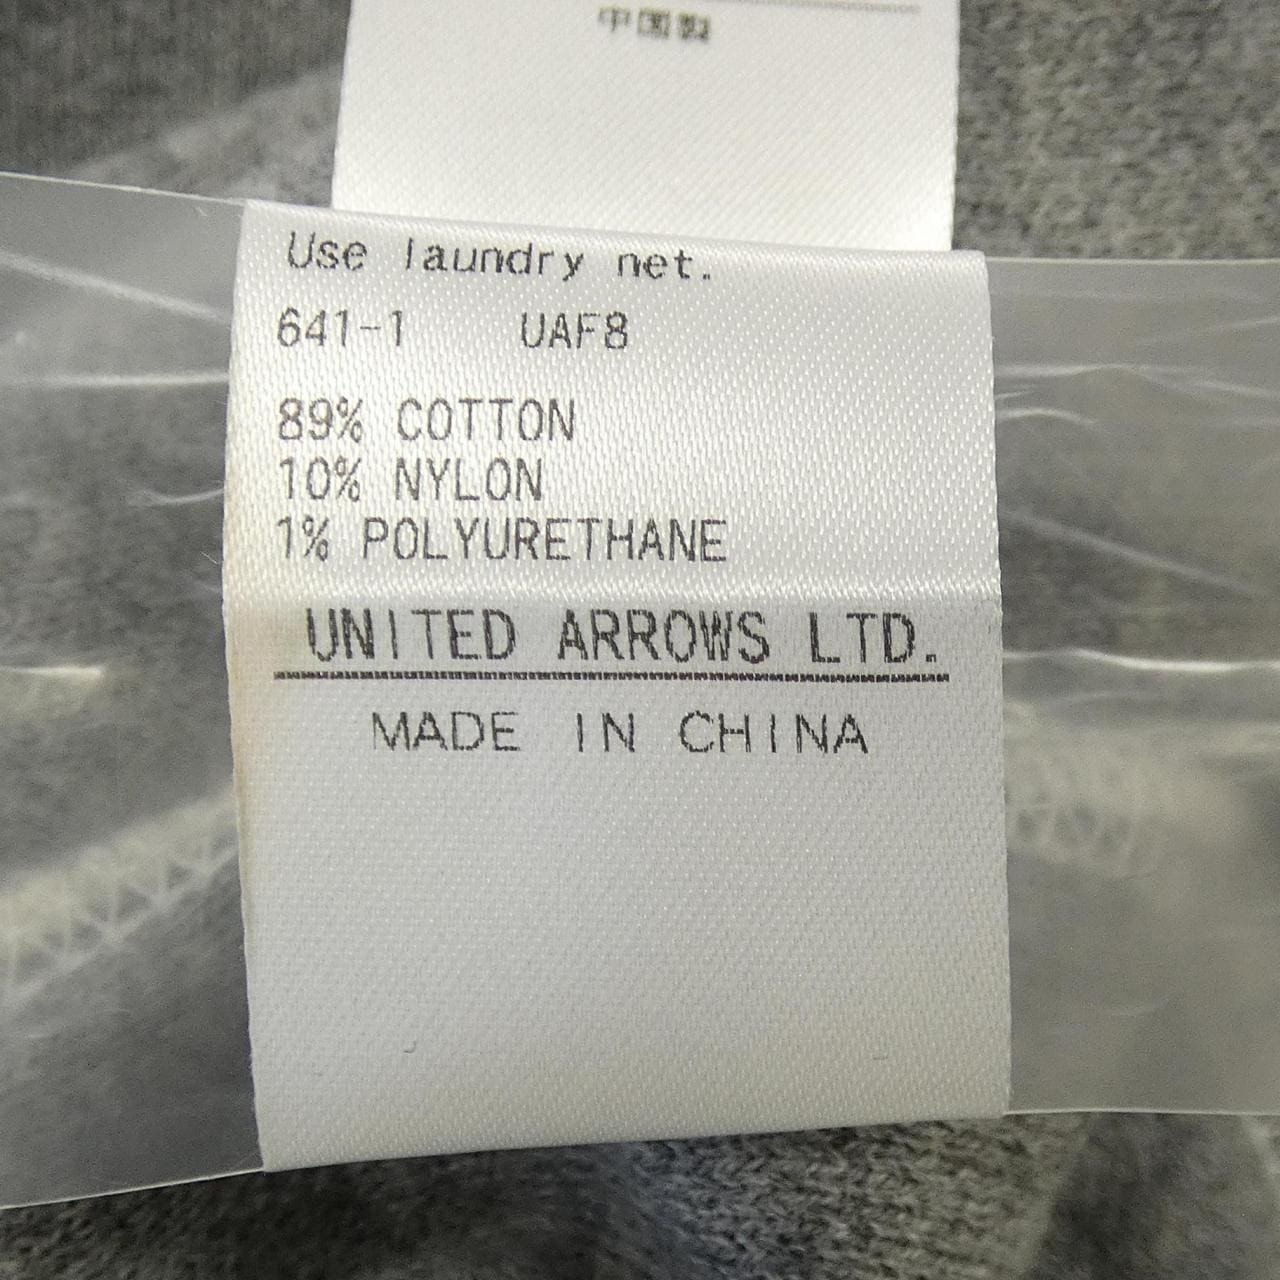 中国製
Use laundry net.
641-1 UAF8
89% COTTON
10% NYLON
1% POLYURETHANE
UNITED ARROWS LTD.
MADE IN CHINA